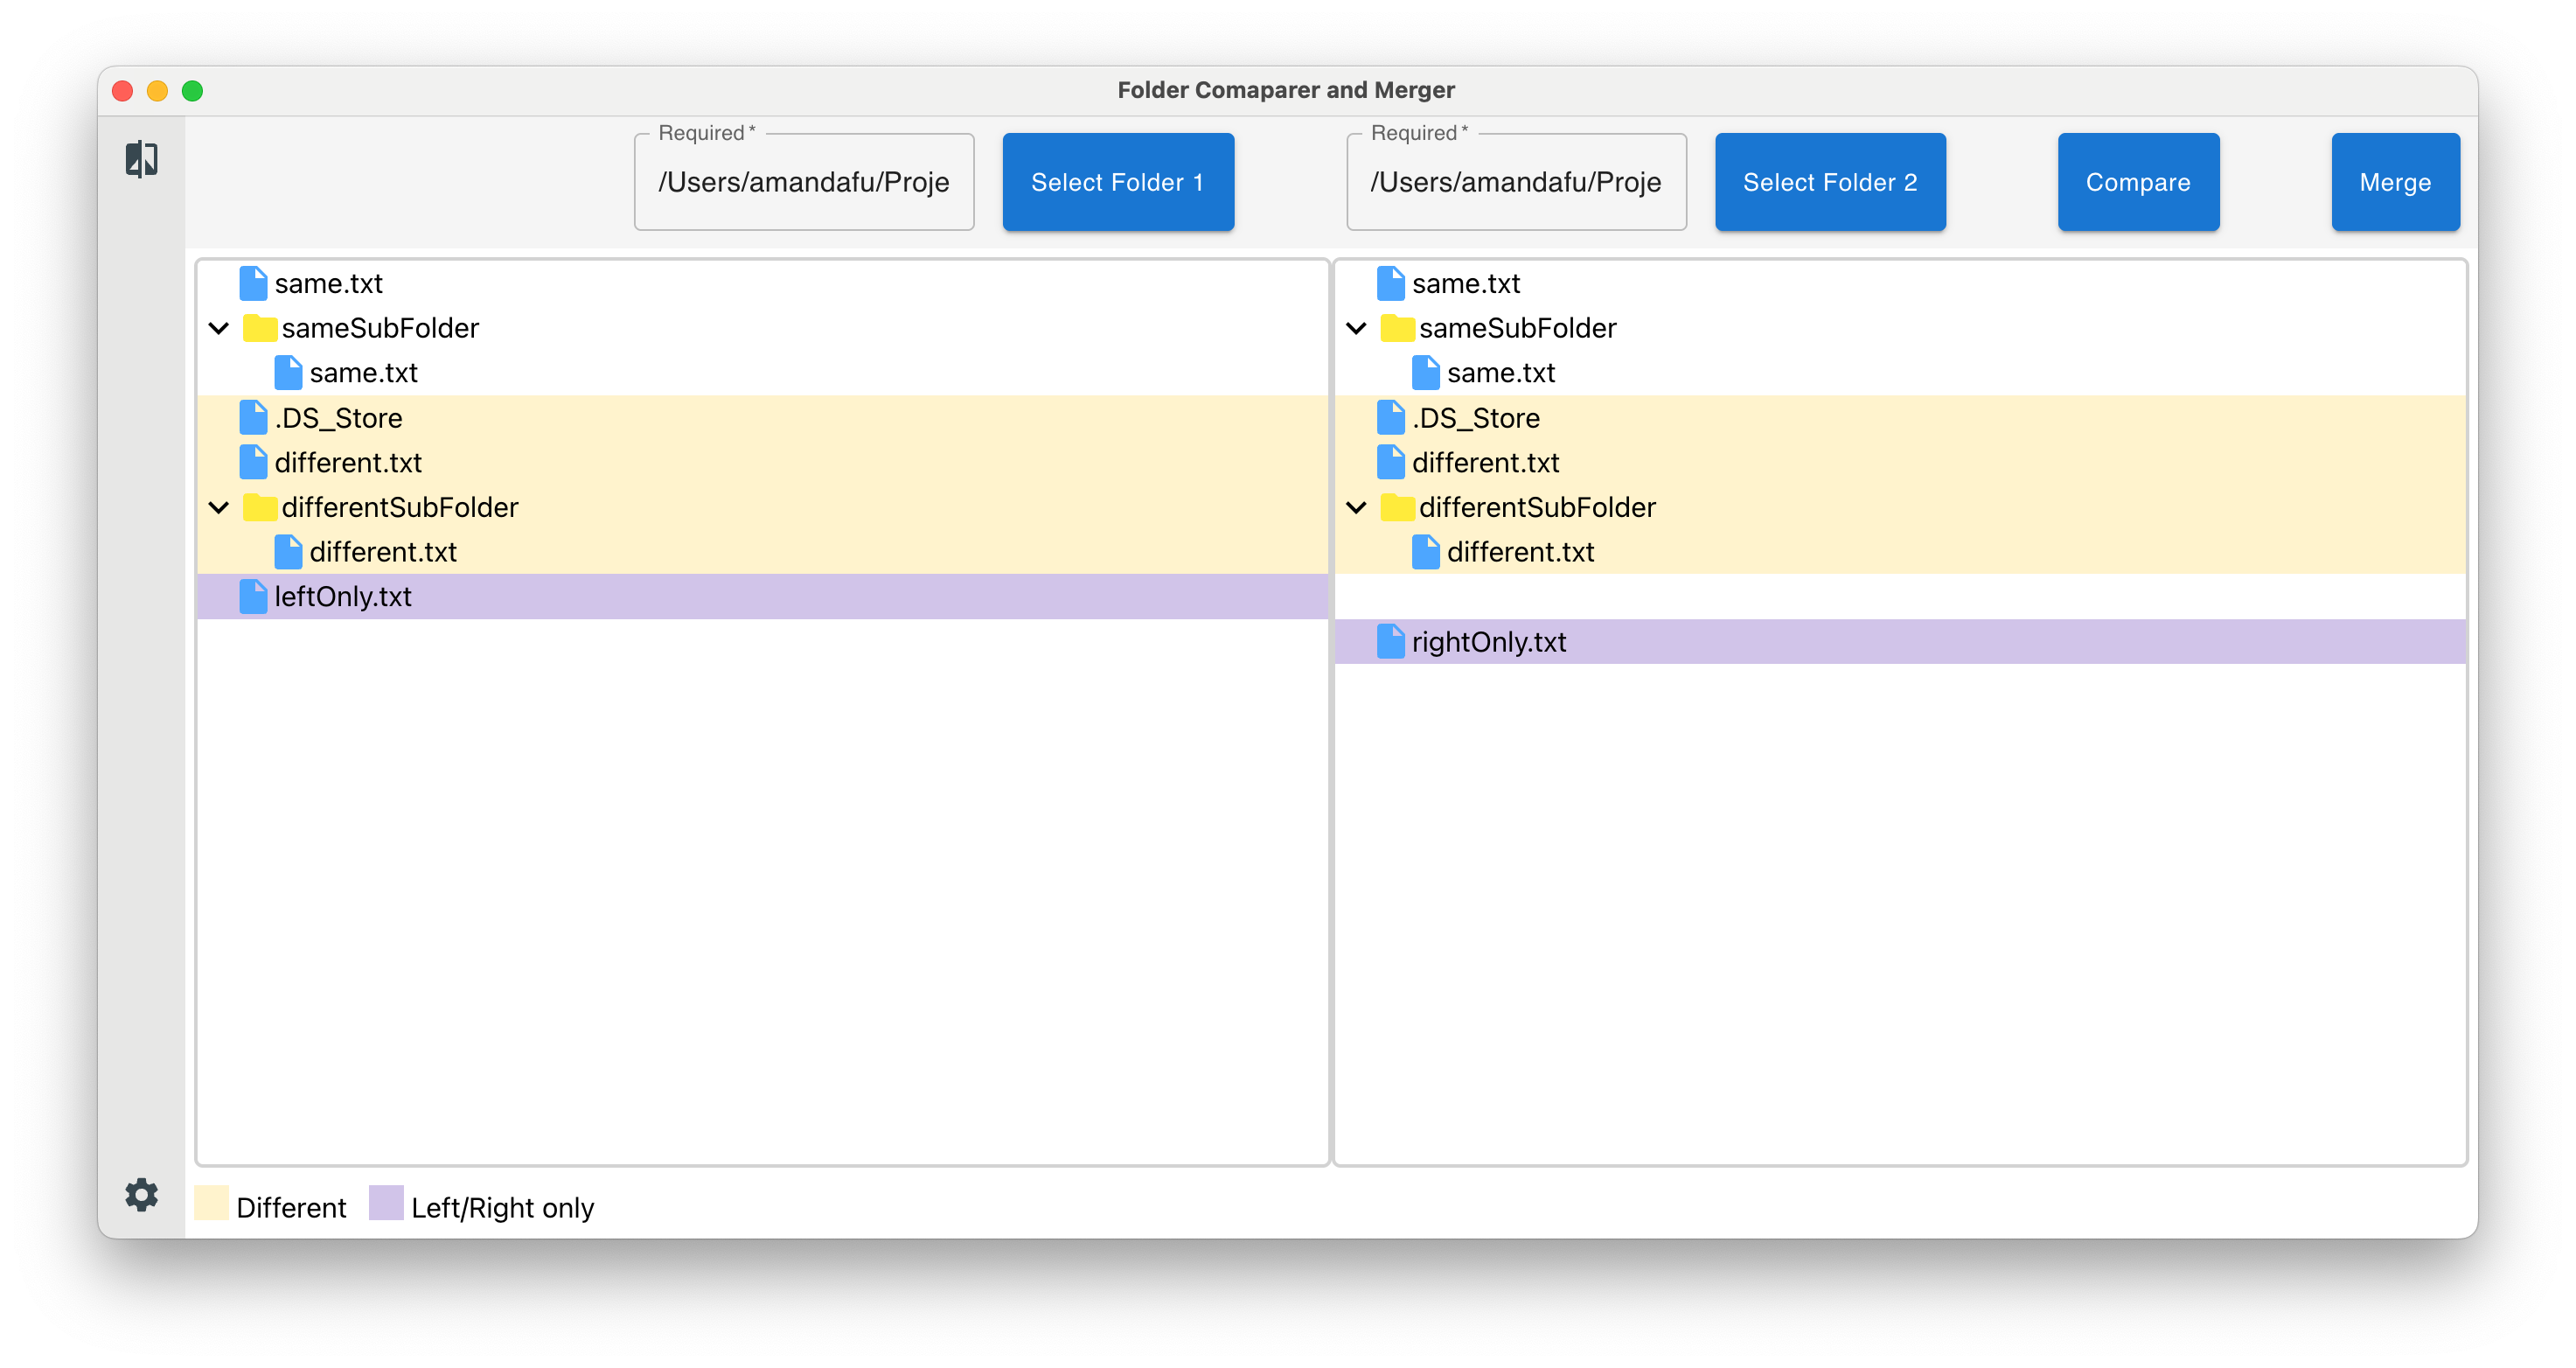 Folder Comaparer and Merger
Required *
/Users/amandafu/Proje
Select Folder 1
Required *
/Users/amandafu/Proje
Select Folder 2
Compare
Merge
same.txt
sameSubFolder
same.txt
.DS_Store
different.txt
differentSubFolder
different.txt
leftOnly.txt
same.txt
sameSubFolder
same.txt
.DS_Store
different.txt
differentSubFolder
different.txt
rightOnly.txt
Different
Left/Right only